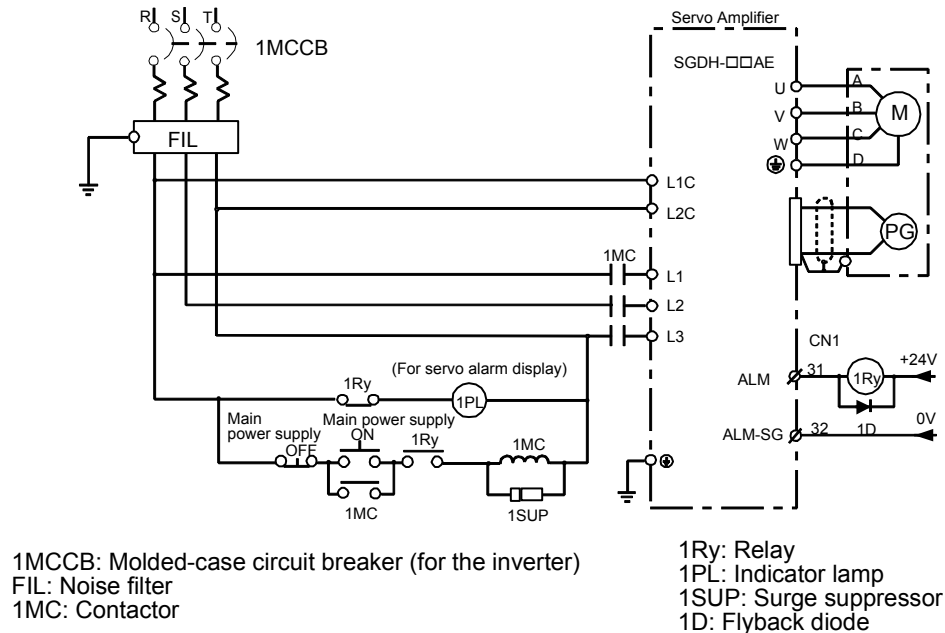 R S T
1MCCB
FIL
Servo Amplifier
SGDH-□□AE
U
V
W
A
B
C
D
M
PG
L1C
L2C
1MC
L1
L2
L3
CN1
(For servo alarm display)
1Ry
1PL
ALM
31
1Ry
+24V
ALM-SG
32
1D
0V
Main
power supply
OFF
Main power supply
ON
1Ry
1MC
1MC
1SUP
1MCCB: Molded-case circuit breaker (for the inverter)
FIL: Noise filter
1MC: Contactor
1Ry: Relay
1PL: Indicator lamp
1SUP: Surge suppressor
1D: Flyback diode